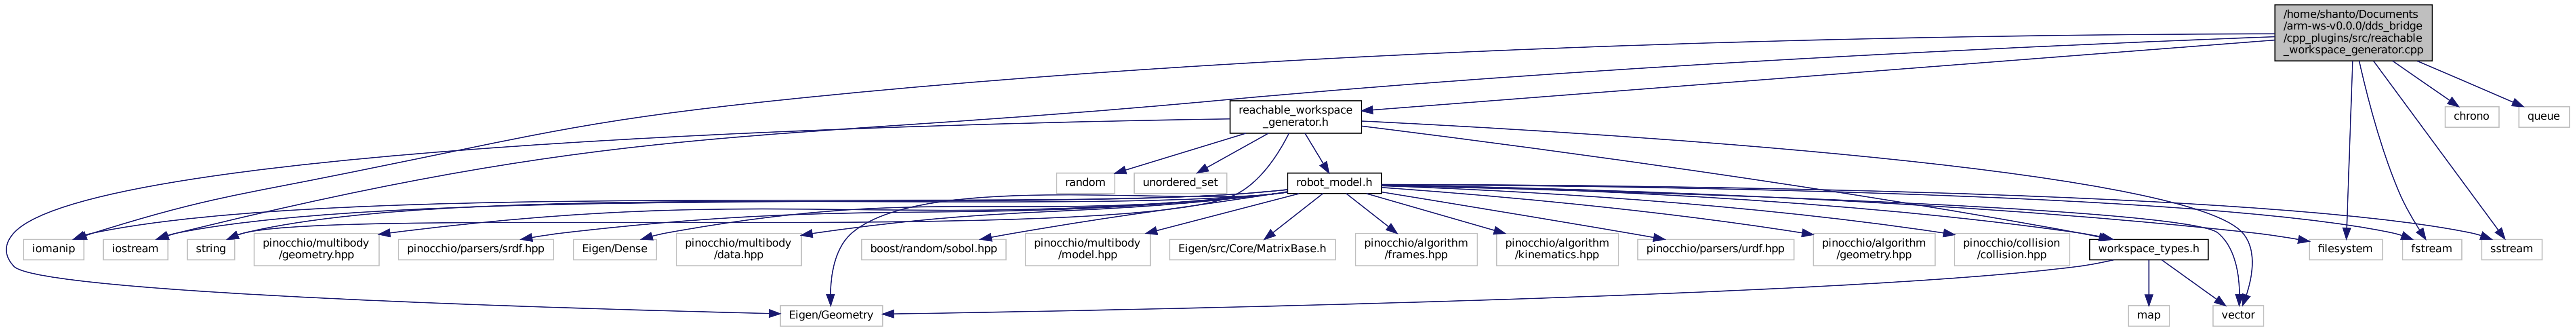 /home/shanto/Documents
/arm-ws-v0.0.0/dds_bridge
/cpp_plugins/src/reachable
_workspace_generator.cpp
reachable_workspace
_generator.h
chrono
queue
random
unordered_set
robot_model.h
iomanip
iostream
string
pinocchio/multibody
/geometry.hpp
pinocchio/parsers/srdf.hpp
Eigen/Dense
pinocchio/multibody
/data.hpp
boost/random/sobol.hpp
pinocchio/multibody
/model.hpp
Eigen/src/Core/MatrixBase.h
pinocchio/algorithm
/frames.hpp
pinocchio/algorithm
/kinematics.hpp
pinocchio/parsers/urdf.hpp
pinocchio/algorithm
/geometry.hpp
pinocchio/collision
/collision.hpp
workspace_types.h
filesystem
fstream
sstream
Eigen/Geometry
map
vector